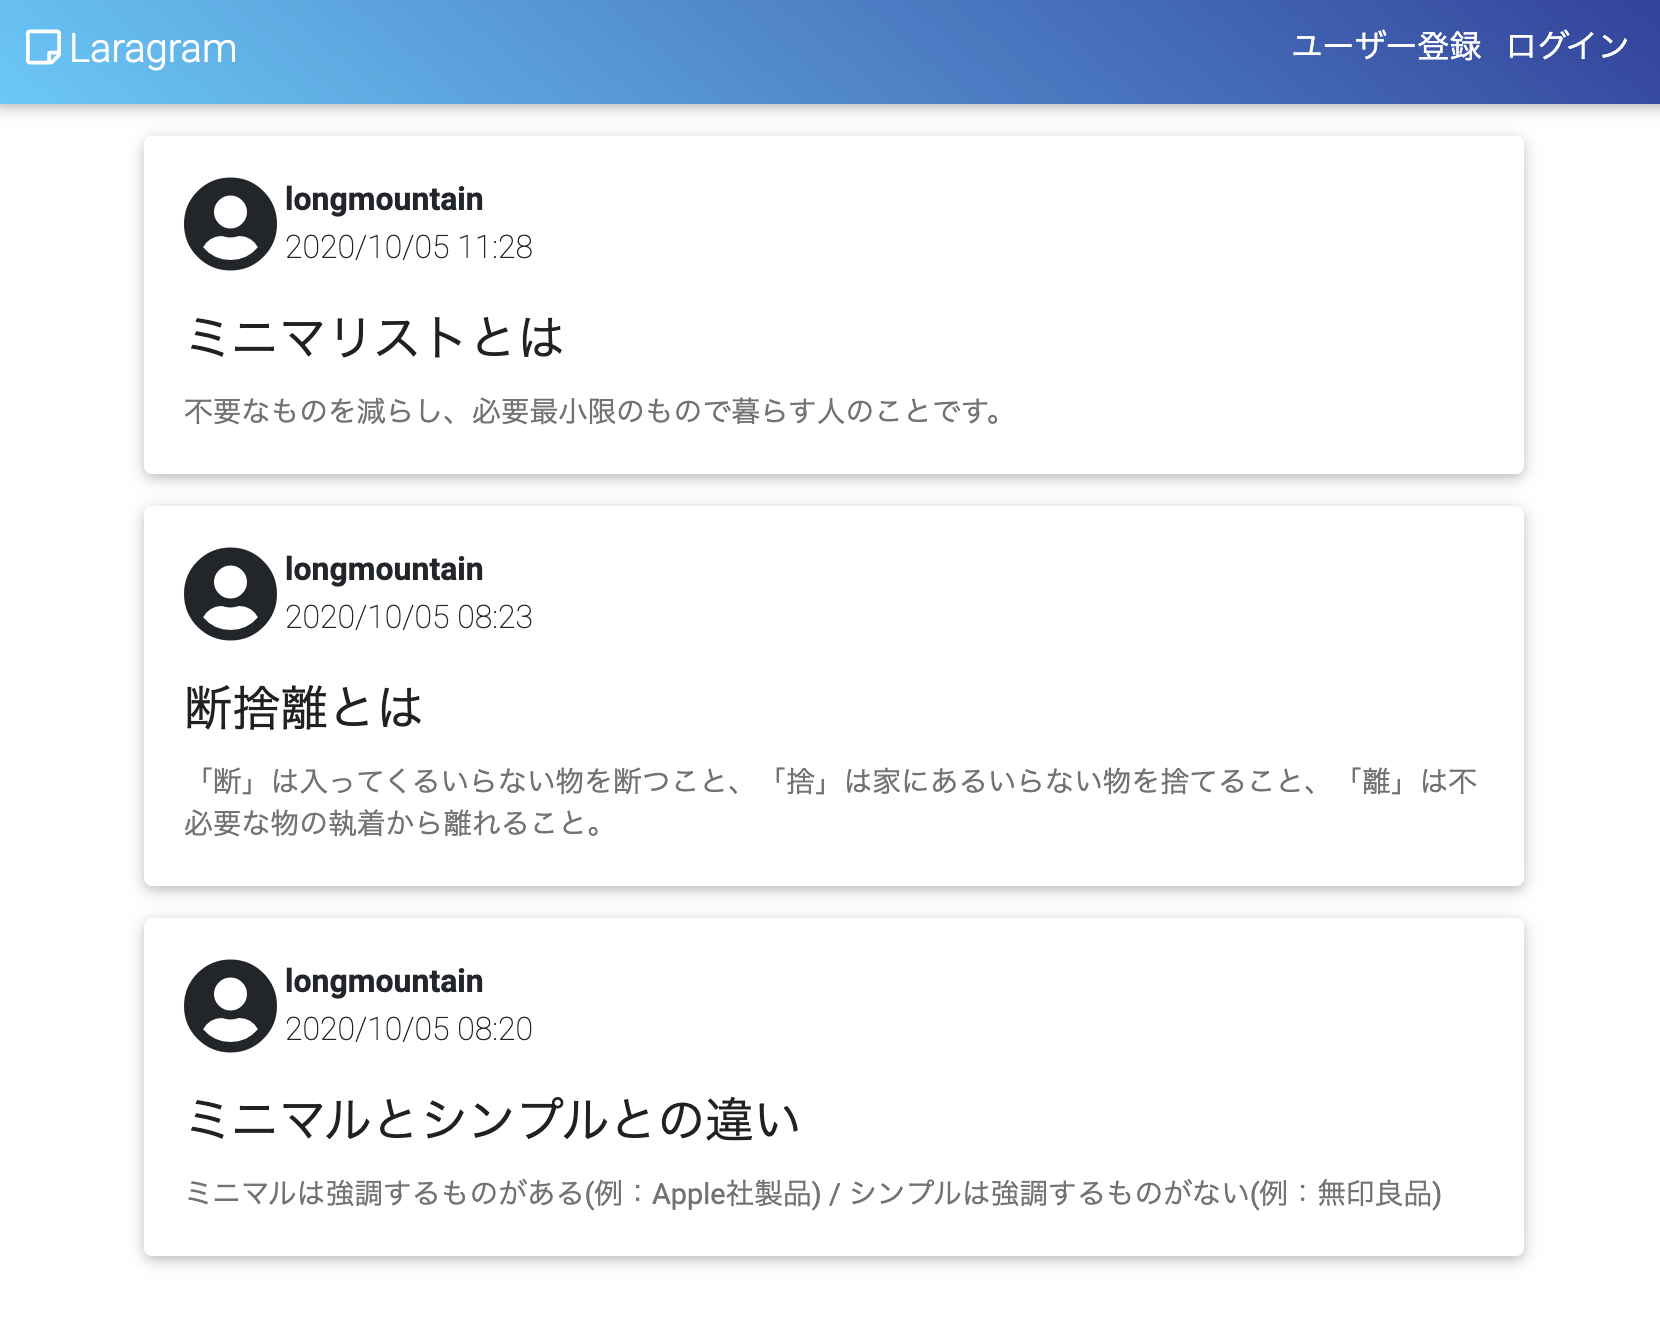 Laragram
ユーザー登録 ログイン
longmountain
2020/10/05 11:28
ミニマリストとは
不要なものを減らし、必要最小限のもので暮らす人のことです。
longmountain
2020/10/05 08:23
断捨離とは
「断」は入ってくるいらない物を断つこと、「捨」は家にあるいらない物を捨てること、「離」は不
必要な物の執着から離れること。
longmountain
2020/10/05 08:20
ミニマルとシンプルとの違い
ミニマルは強調するものがある(例：Apple社製品) / シンプルは強調するものがない(例：無印良品)